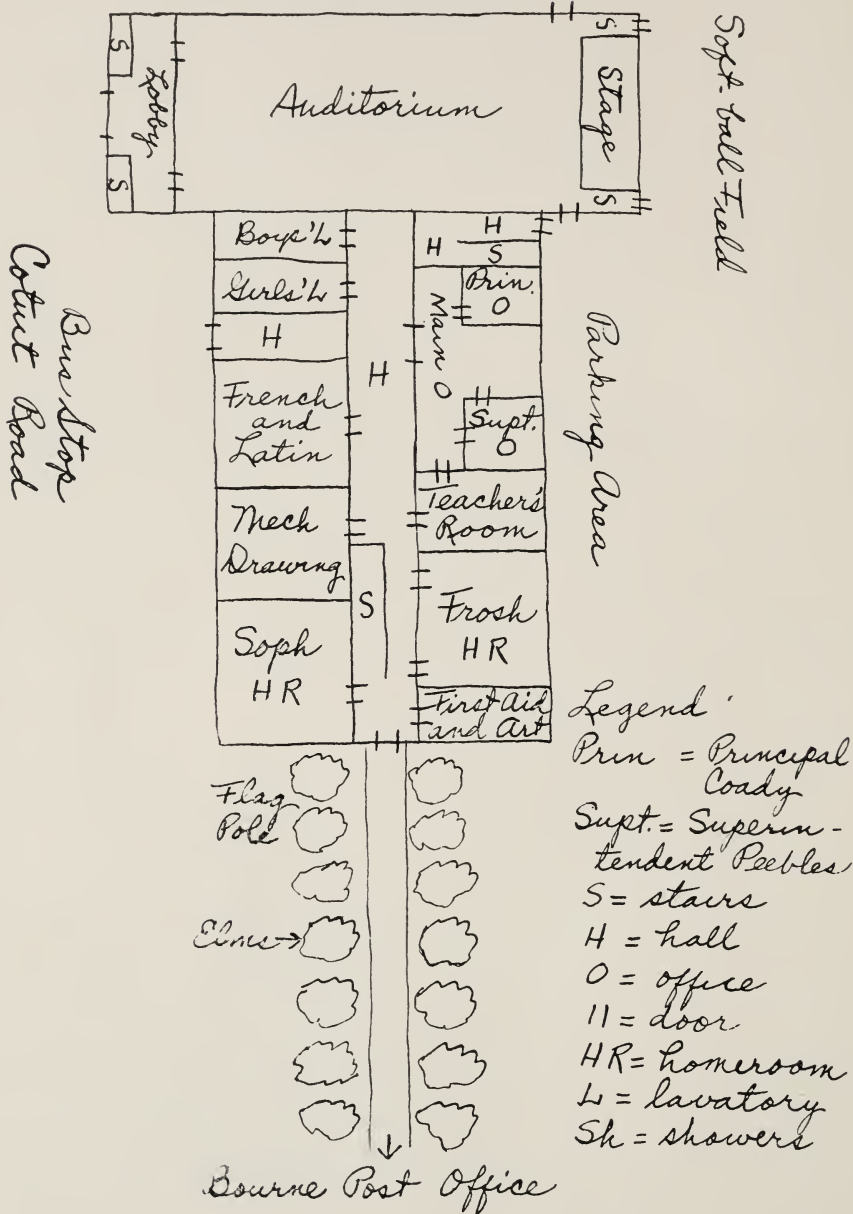 S
Lobby
S
Auditorium
S
Stage
S
Soft-ball Field
Boys' L
Girls' L
H
French
and
Latin
Mech
Drawing
Soph
HR
H
S
H
H
S
Prin.
O
Main O
Supt.
O
Teacher's
Room
Frosh
HR
First Aid
and Art
Parking Area
Bus Stop
Cotuit Road
Flag
Pole
Elms→
Bourne Post Office
Legend
Prin = Principal
Coady
Supt. = Superin-
tendent Peebles
S = stairs
H = hall
O = office
II = door
HR = homeroom
L = lavatory
Sh = showers